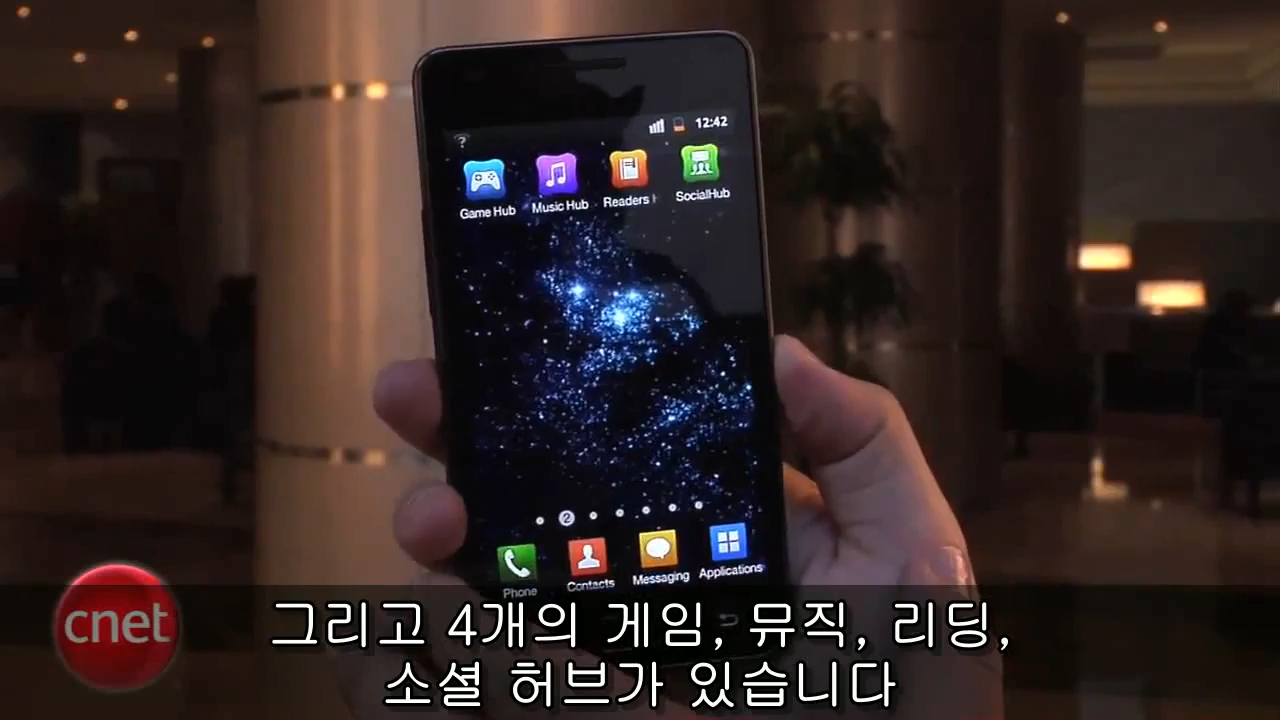 12:42
Game Hub Music Hub Readers SocialHub
2
Phone Contacts Messaging Applications
cnet
그리고 4개의 게임, 뮤직, 리딩,
소셜 허브가 있습니다